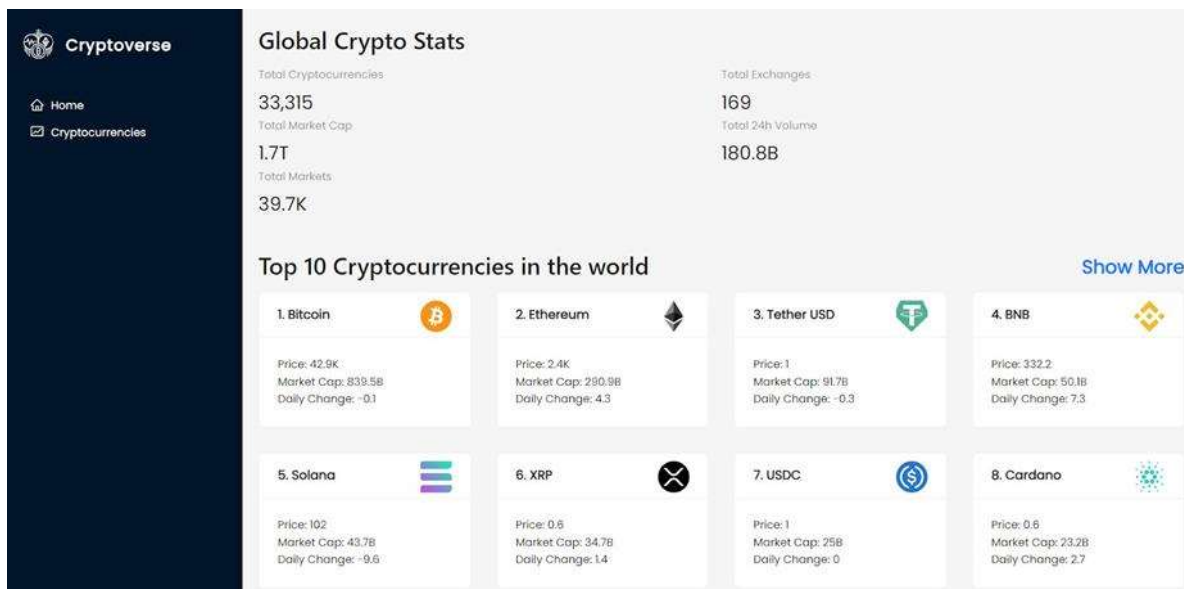 Cryptoverse
Home
Cryptocurrencies
Global Crypto Stats
Total Cryptocurrencies
33,315
Total Exchanges
169
Total Market Cap
1.7T
Total 24h Volume
180.8B
Total Markets
39.7K
Top 10 Cryptocurrencies in the world
Show More
1. Bitcoin
Price: 42.9K
Market Cap: 839.5B
Daily Change: -0.1
2. Ethereum
Price: 2.4K
Market Cap: 290.9B
Daily Change: 4.3
3. Tether USD
Price: 1
Market Cap: 91.7B
Daily Change: -0.3
4. BNB
Price: 332.2
Market Cap: 50.1B
Daily Change: 7.3
5. Solana
Price: 102
Market Cap: 43.7B
Daily Change: -9.6
6. XRP
Price: 0.6
Market Cap: 34.7B
Daily Change: 1.4
7. USDC
Price: 1
Market Cap: 25B
Daily Change: 0
8. Cardano
Price: 0.6
Market Cap: 23.2B
Daily Change: 2.7